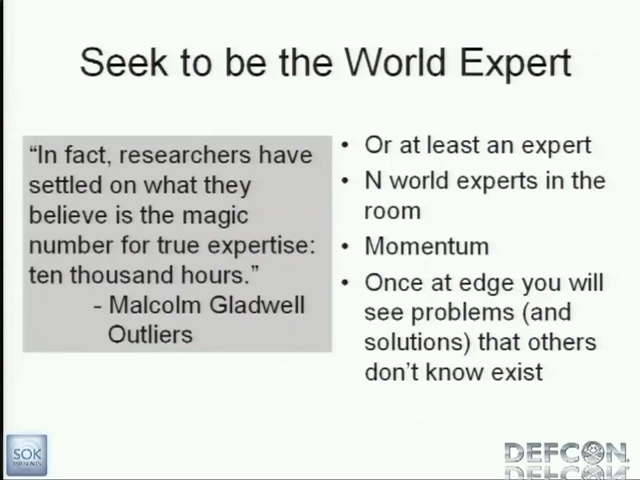 Seek to be the World Expert
“In fact, researchers have
settled on what they
believe is the magic
number for true expertise:
ten thousand hours.”
- Malcolm Gladwell
Outliers
• Or at least an expert
• N world experts in the
room
• Momentum
• Once at edge you will
see problems (and
solutions) that others
don’t know exist
SOK
DEFCON